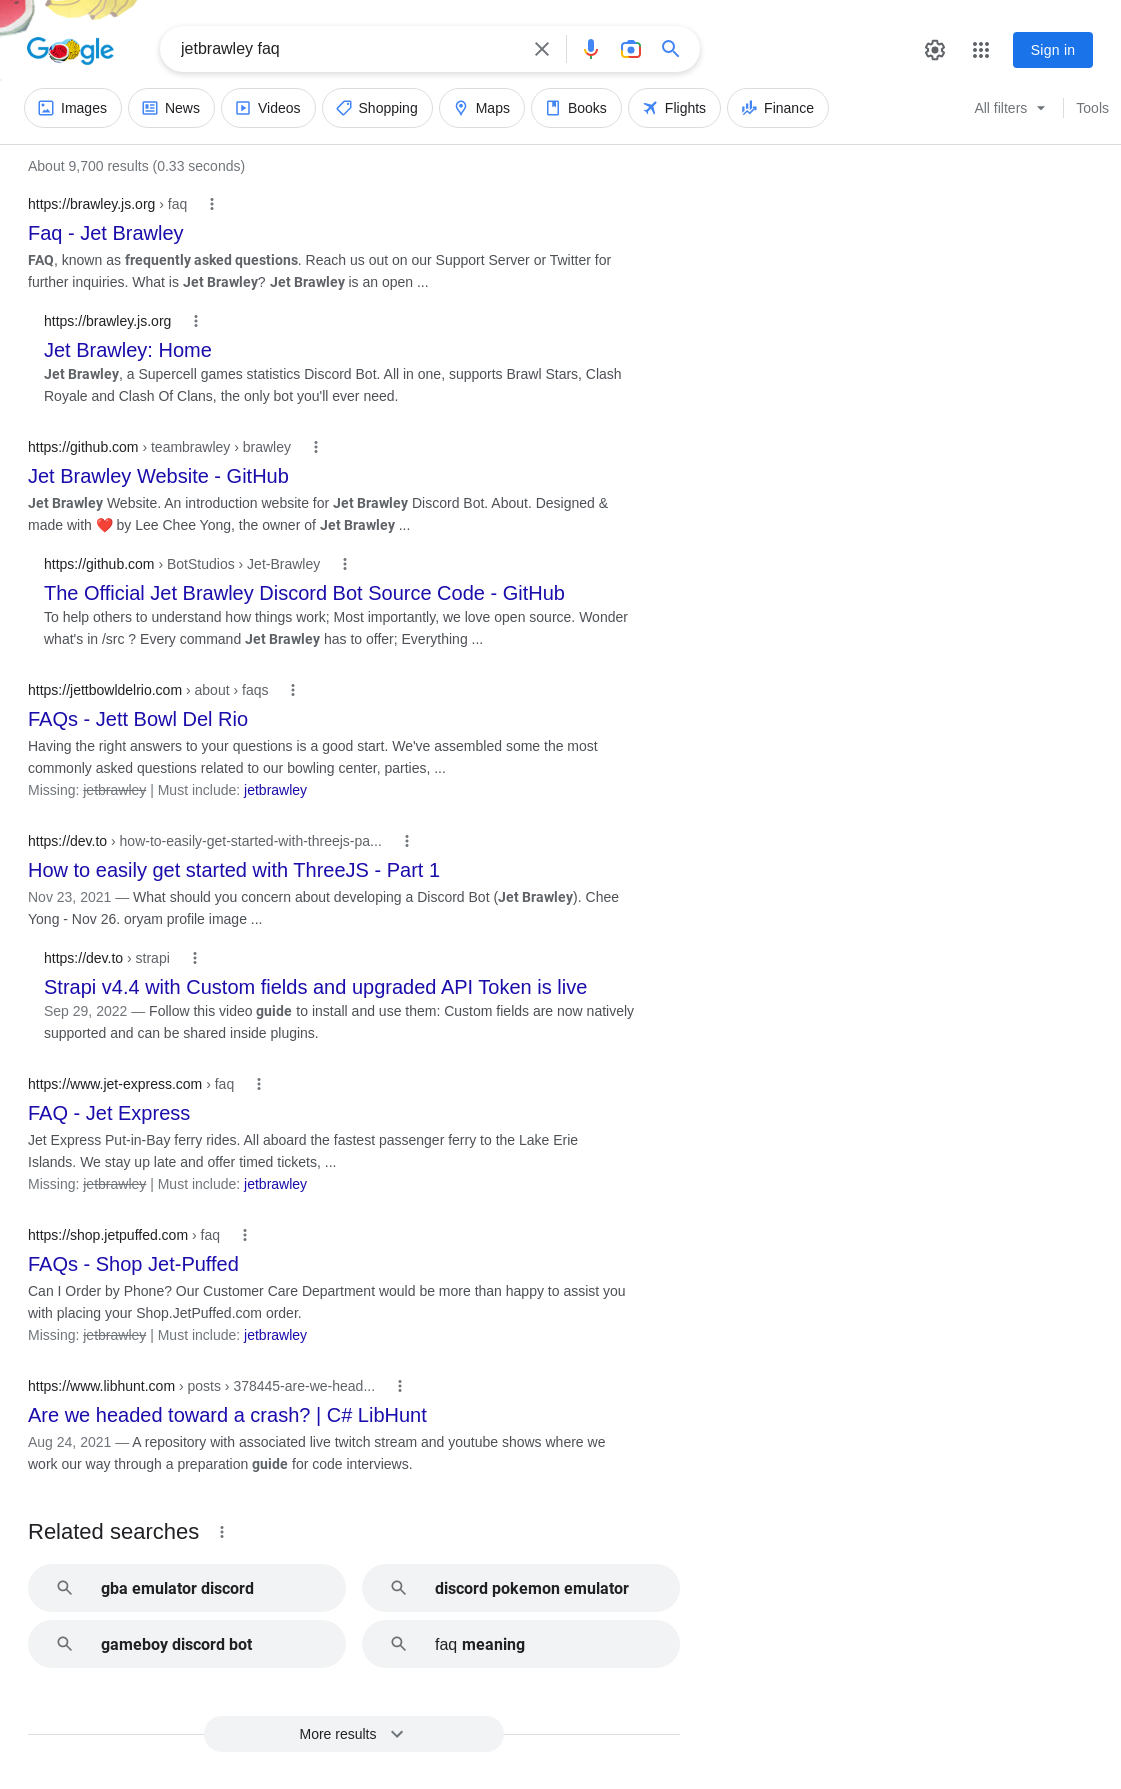 Google
jetbrawley faq
Sign in
Images
News
Videos
Shopping
Maps
Books
Flights
Finance
All filters
Tools
About 9,700 results (0.33 seconds)
https://brawley.js.org › faq
Faq - Jet Brawley
FAQ, known as frequently asked questions. Reach us out on our Support Server or Twitter for
further inquiries. What is Jet Brawley? Jet Brawley is an open ...
https://brawley.js.org
Jet Brawley: Home
Jet Brawley, a Supercell games statistics Discord Bot. All in one, supports Brawl Stars, Clash
Royale and Clash Of Clans, the only bot you'll ever need.
https://github.com › teambrawley › brawley
Jet Brawley Website - GitHub
Jet Brawley Website. An introduction website for Jet Brawley Discord Bot. About. Designed &
made with ❤️ by Lee Chee Yong, the owner of Jet Brawley ...
https://github.com › BotStudios › Jet-Brawley
The Official Jet Brawley Discord Bot Source Code - GitHub
To help others to understand how things work; Most importantly, we love open source. Wonder
what's in /src ? Every command Jet Brawley has to offer; Everything ...
https://jettbowldelrio.com › about › faqs
FAQs - Jett Bowl Del Rio
Having the right answers to your questions is a good start. We've assembled some the most
commonly asked questions related to our bowling center, parties, ...
Missing: jetbrawley | Must include: jetbrawley
https://dev.to › how-to-easily-get-started-with-threejs-pa...
How to easily get started with ThreeJS - Part 1
Nov 23, 2021 — What should you concern about developing a Discord Bot (Jet Brawley). Chee
Yong - Nov 26. oryam profile image ...
https://dev.to › strapi
Strapi v4.4 with Custom fields and upgraded API Token is live
Sep 29, 2022 — Follow this video guide to install and use them: Custom fields are now natively
supported and can be shared inside plugins.
https://www.jet-express.com › faq
FAQ - Jet Express
Jet Express Put-in-Bay ferry rides. All aboard the fastest passenger ferry to the Lake Erie
Islands. We stay up late and offer timed tickets, ...
Missing: jetbrawley | Must include: jetbrawley
https://shop.jetpuffed.com › faq
FAQs - Shop Jet-Puffed
Can I Order by Phone? Our Customer Care Department would be more than happy to assist you
with placing your Shop.JetPuffed.com order.
Missing: jetbrawley | Must include: jetbrawley
https://www.libhunt.com › posts › 378445-are-we-head...
Are we headed toward a crash? | C# LibHunt
Aug 24, 2021 — A repository with associated live twitch stream and youtube shows where we
work our way through a preparation guide for code interviews.
Related searches
gba emulator discord
discord pokemon emulator
gameboy discord bot
faq meaning
More results